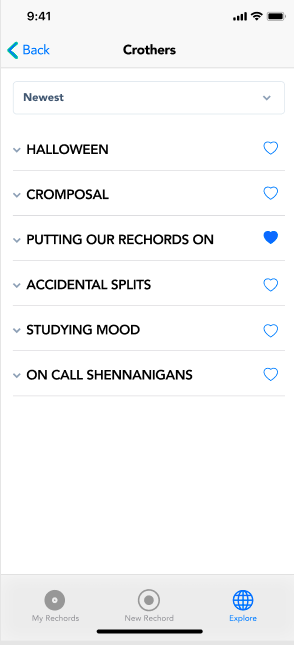 9:41
Back
Crothers
Newest
HALLOWEEN
CROMPOSAL
PUTTING OUR RECHORDS ON
ACCIDENTAL SPLITS
STUDYING MOOD
ON CALL SHENNANIGANS
My Rechords
New Rechord
Explore